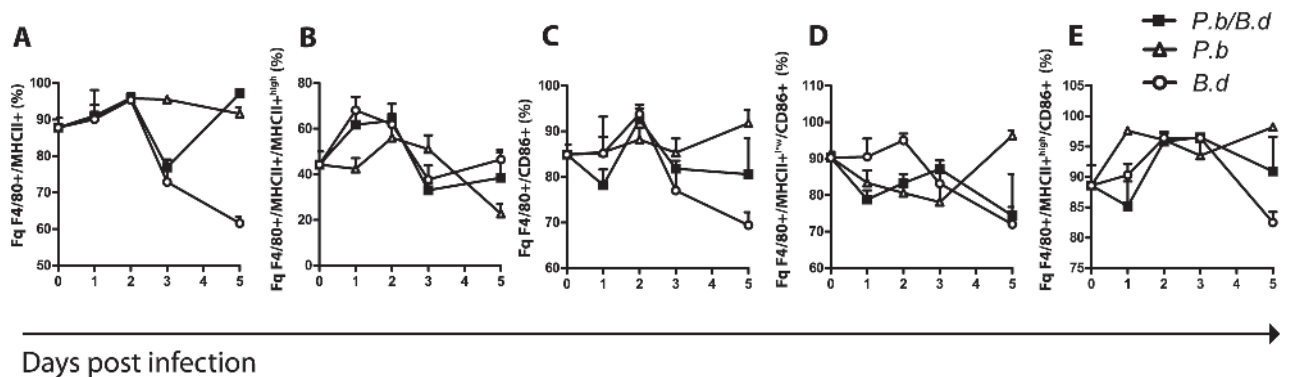 A
B
C
D
E
P.b/B.d
P.b
B.d
Fq F4/80+/MHCII+ (%)
100
90
80
70
60
50
0 1 2 3 4 5
Fq F4/80+/MHCII+/MHCII+high (%)
80
60
40
20
0
0 1 2 3 4 5
Fq F4/80+/CD86+ (%)
100
90
80
70
60
0 1 2 3 4 5
Fq F4/80+/MHCII+low/CD86+ (%)
110
100
90
80
70
60
0 1 2 3 4 5
Fq F4/80+/MHCII+high/CD86+ (%)
105
100
95
90
85
80
75
0 1 2 3 4 5
Days post infection